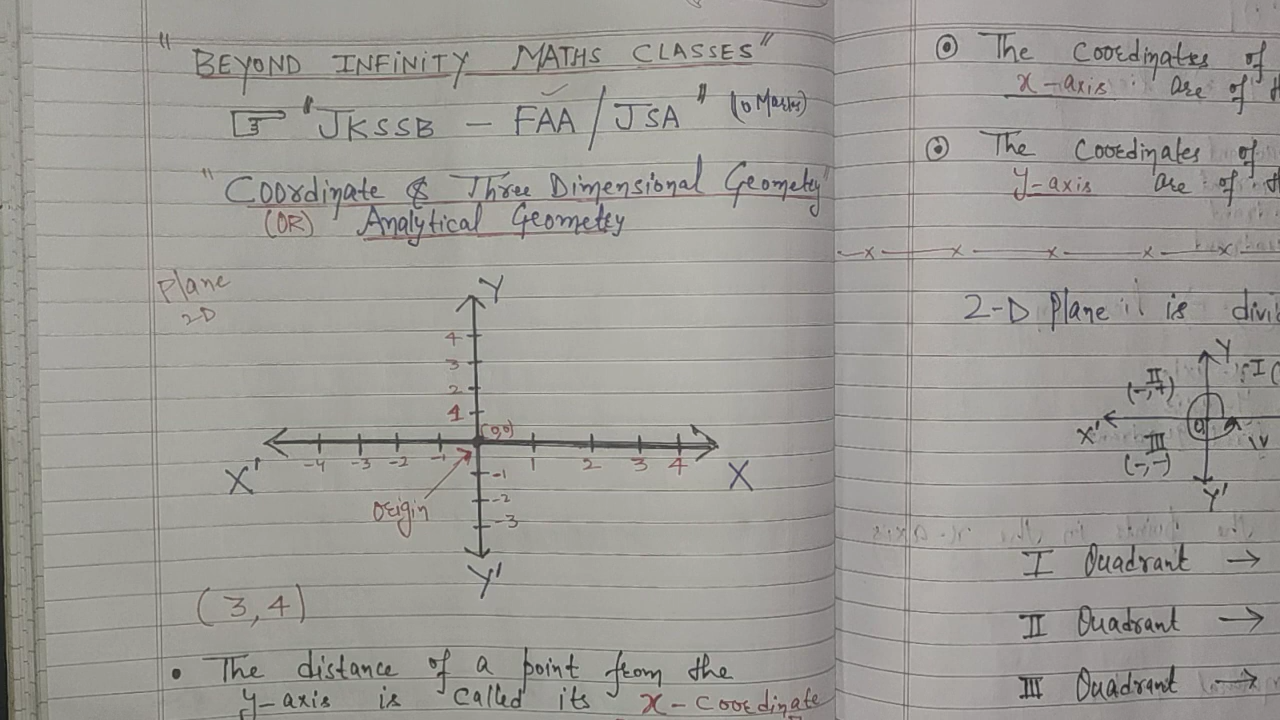 "BEYOND INFINITY MATHS CLASSES"
"JKSSB - FAA/JSA" (10 Marks)
"Coordinate & Three Dimensional Geometry"
(OR) Analytical Geometry
Plane
2-D
Y
4
3
2
1
(0,0)
-4 -3 -2 -1 1 2 3 4
X' X
-1
-2
-3
origin
Y'
(3,4)
• The distance of a point from the
y-axis is called its x-coordinate
The coordinates of
x-axis are of
The coordinates of
y-axis are of
2-D Plane is divi
Y
II I
(-,+)
X' O IV
III
(-,-)
Y'
I Quadrant →
II Quadrant →
III Quadrant →